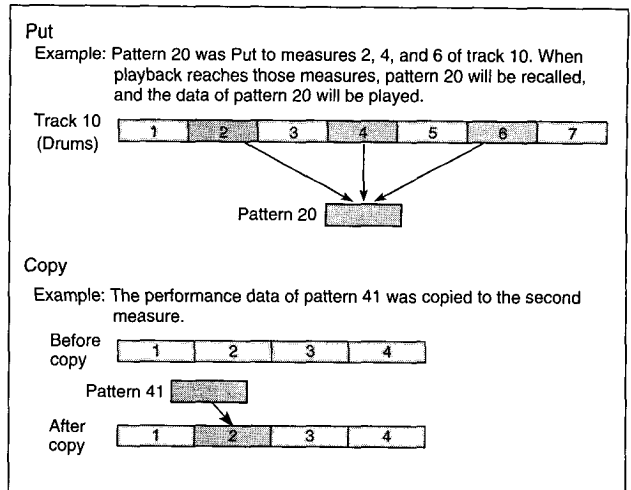 Put
Example: Pattern 20 was Put to measures 2, 4, and 6 of track 10. When
playback reaches those measures, pattern 20 will be recalled,
and the data of pattern 20 will be played.
Track 10
(Drums)
1 2 3 4 5 6 7
Pattern 20
Copy
Example: The performance data of pattern 41 was copied to the second
measure.
Before
copy
1 2 3 4
Pattern 41
After
copy
1 2 3 4